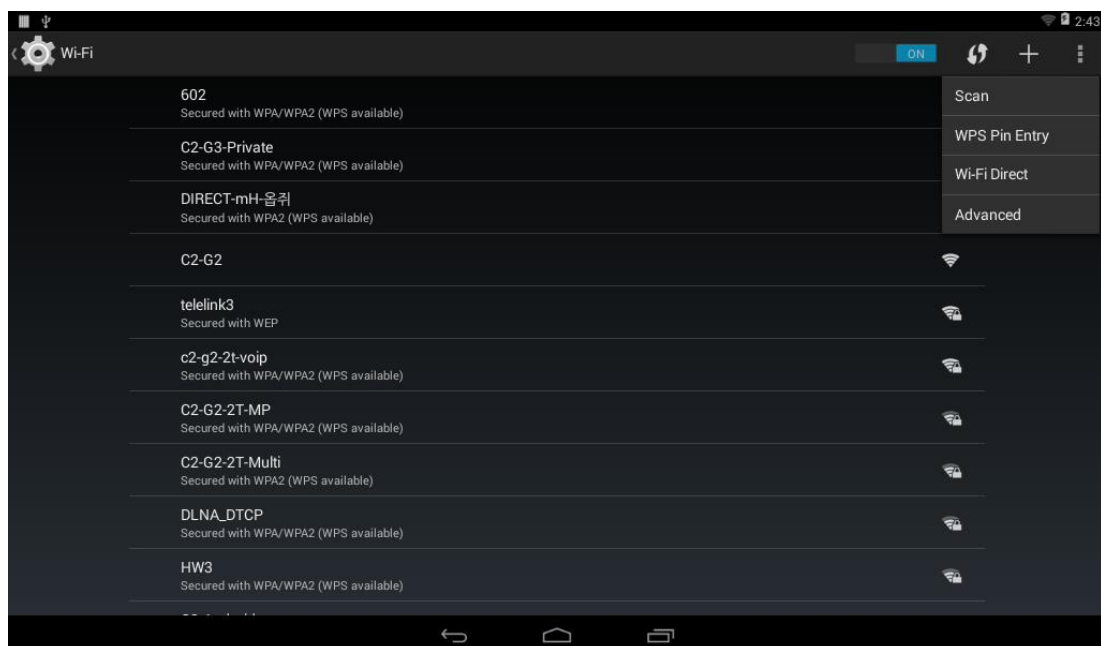 2:43
Wi-Fi
ON
Scan
WPS Pin Entry
Wi-Fi Direct
Advanced
602
Secured with WPA/WPA2 (WPS available)
C2-G3-Private
Secured with WPA/WPA2 (WPS available)
DIRECT-mH-옵쥐
Secured with WPA2 (WPS available)
C2-G2
telelink3
Secured with WEP
c2-g2-2t-voip
Secured with WPA/WPA2 (WPS available)
C2-G2-2T-MP
Secured with WPA/WPA2 (WPS available)
C2-G2-2T-Multi
Secured with WPA2 (WPS available)
DLNA_DTCP
Secured with WPA/WPA2 (WPS available)
HW3
Secured with WPA/WPA2 (WPS available)